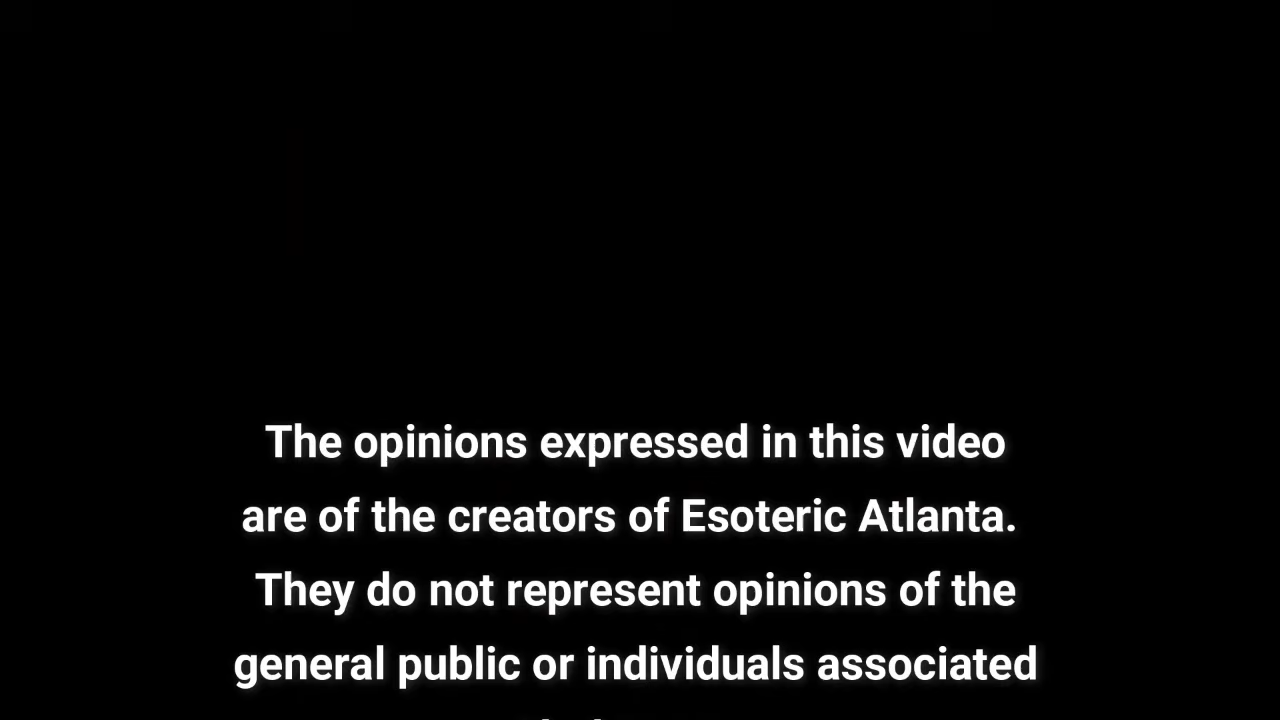 The opinions expressed in this video
are of the creators of Esoteric Atlanta.
They do not represent opinions of the
general public or individuals associated